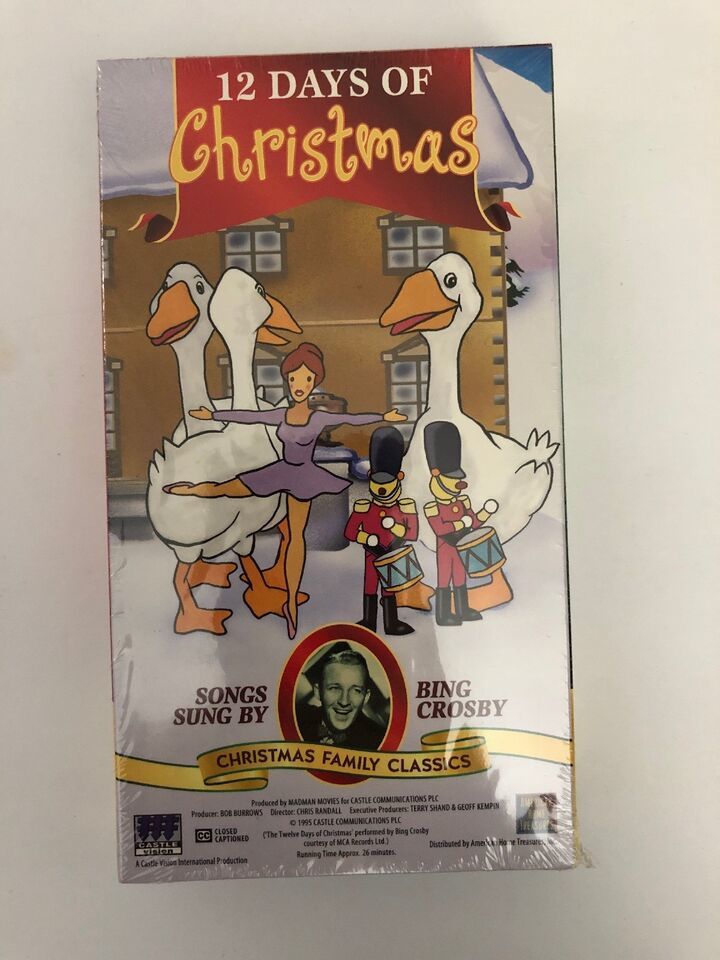 12 DAYS OF
Christmas
SONGS
SUNG BY
BING
CROSBY
CHRISTMAS FAMILY CLASSICS
Produced by MADMAN MOVIES for CASTLE COMMUNICATIONS PLC
Producer: BOB BURROWS Director: CHRIS RANDALL Executive Producers: TERRY SHAND & GEOFF KEMPIN
© 1995 CASTLE COMMUNICATIONS PLC
CASTLE
vision
CC CLOSED
CAPTIONED
('The Twelve Days of Christmas' performed by Bing Crosby
courtesy of MCA Records Ltd.)
Running Time Approx. 26 minutes.
A Castle Vision International Production
Distributed by Home Treasures